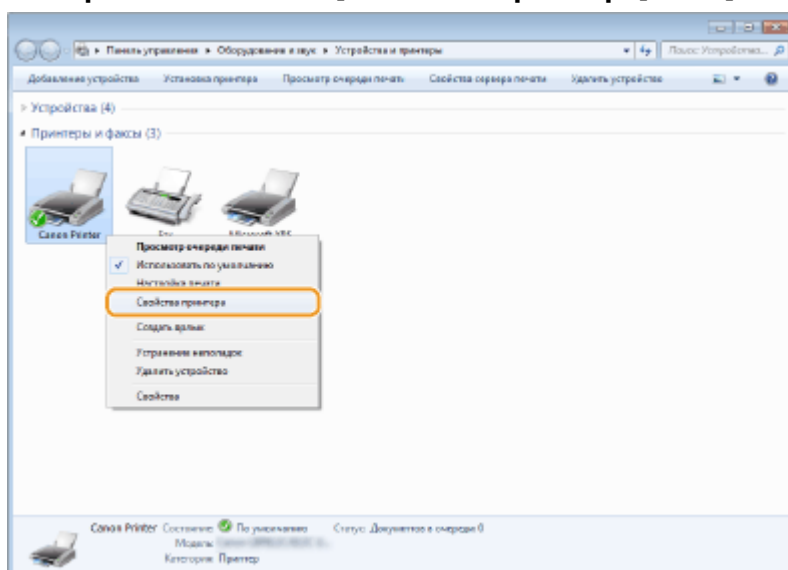 Панель управления ▸ Оборудование и звук ▸ Устройства и принтеры
Поиск: Устройства...
Добавление устройства Установка принтера Просмотр очереди печати Свойства сервера печати Удалить устройство
Устройства (4)
Принтеры и факсы (3)
Canon Printer
Просмотр очереди печати
Использовать по умолчанию
Настройка печати
Свойства принтера
Создать ярлык
Устранение неполадок
Удалить устройство
Свойства
Canon Printer Состояние: По умолчанию Статус: Документов в очереди: 0
Модель:
Категория: Принтер